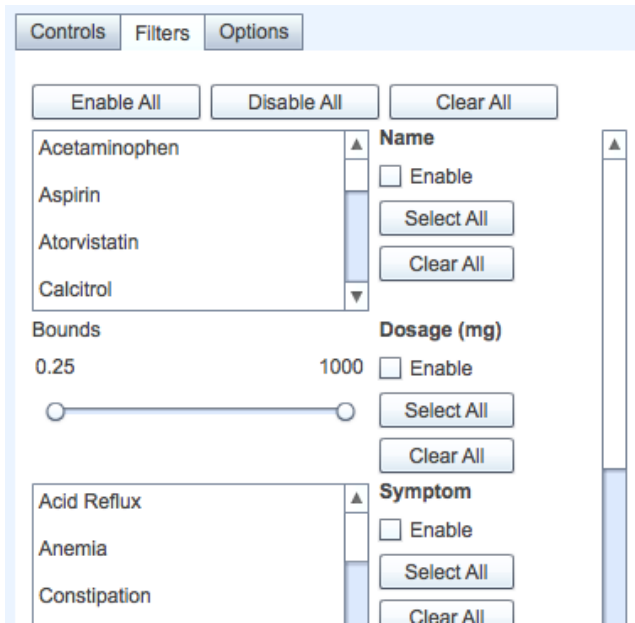 Controls Filters Options
Enable All Disable All Clear All
Acetaminophen
Aspirin
Atorvistatin
Calcitrol
Name
Enable
Select All
Clear All
Bounds
0.25 1000
Dosage (mg)
Enable
Select All
Clear All
Acid Reflux
Anemia
Constipation
Symptom
Enable
Select All
Clear All